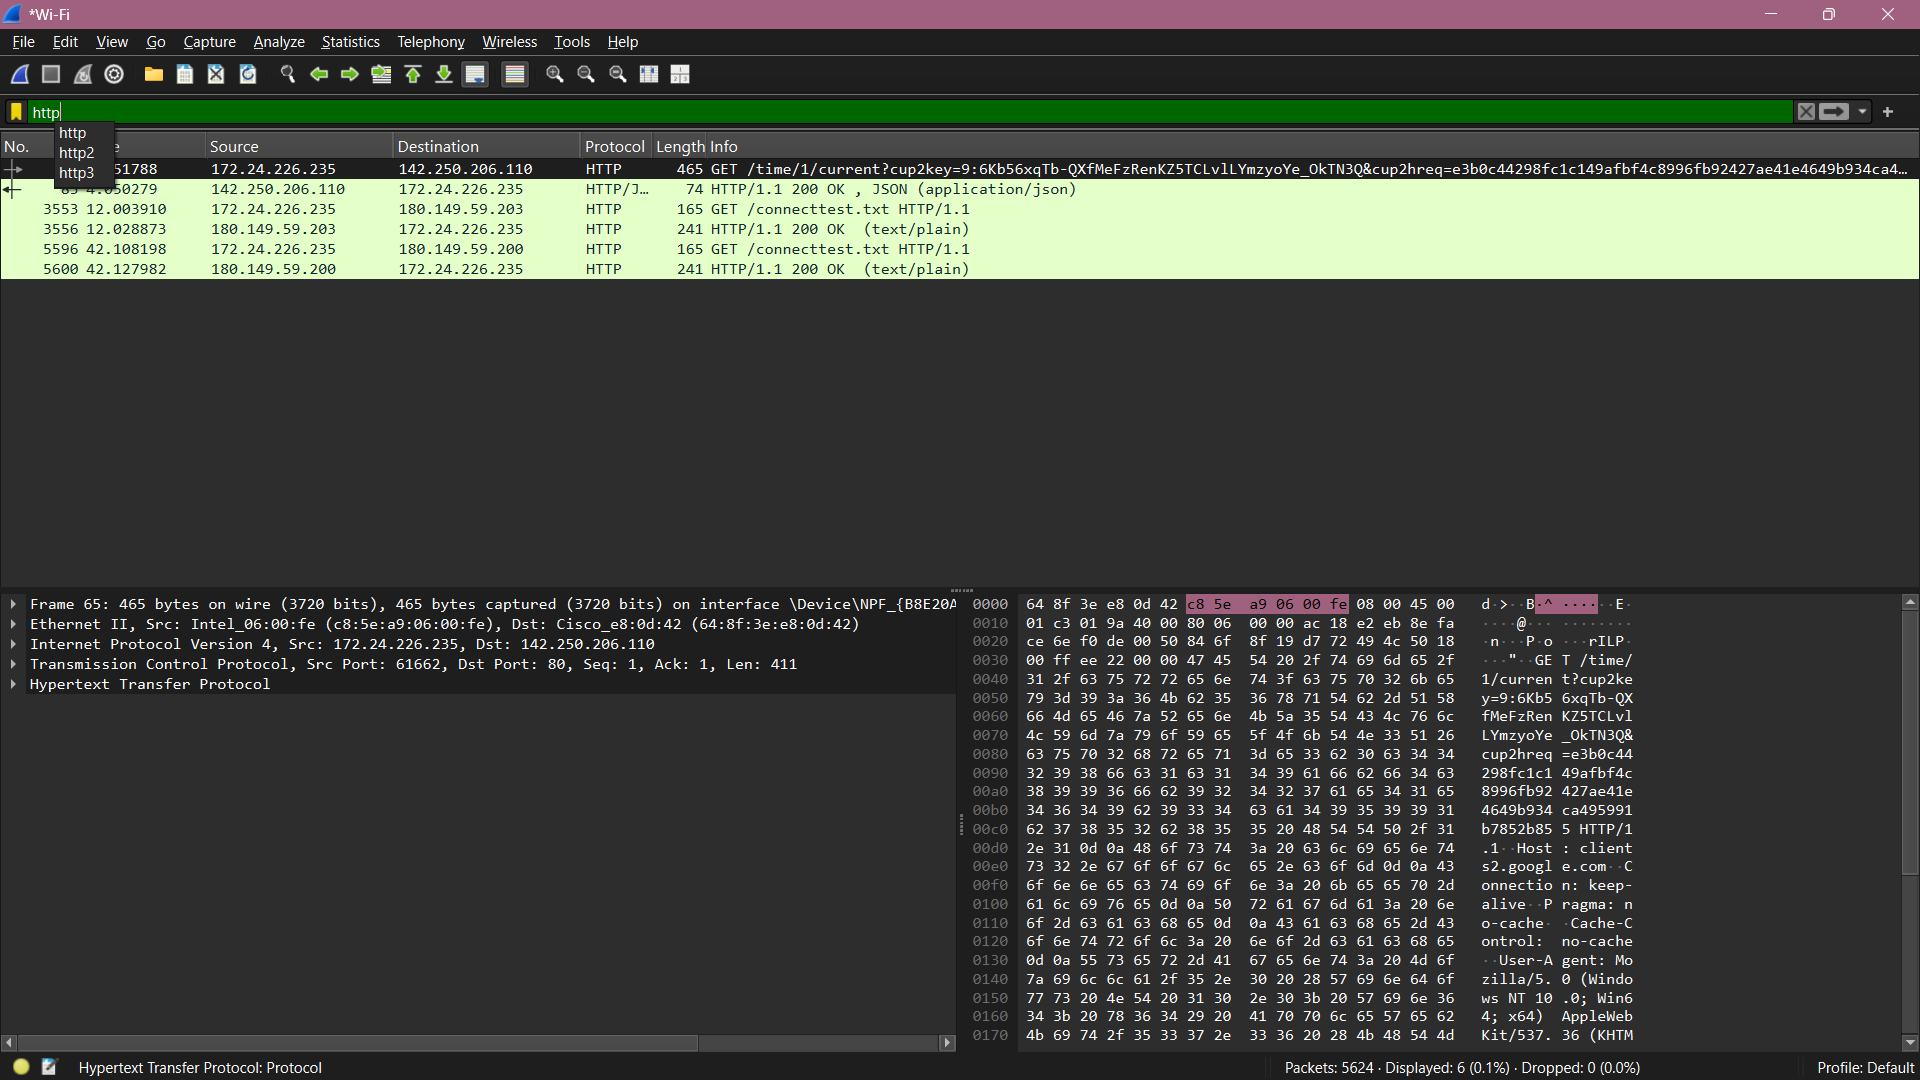 *Wi-Fi
File Edit View Go Capture Analyze Statistics Telephony Wireless Tools Help
http
http
http2
http3
No. e Source Destination Protocol Length Info
51788 172.24.226.235 142.250.206.110 HTTP 465 GET /time/1/current?cup2key=9:6Kb56xqTb-QXfMeFzRenKZ5TCLvlLYmzyoYe_OkTN3Q&cup2hreq=e3b0c44298fc1c149afbf4c8996fb92427ae41e4649b934ca4...
4.050279 142.250.206.110 172.24.226.235 HTTP/J... 74 HTTP/1.1 200 OK , JSON (application/json)
3553 12.003910 172.24.226.235 180.149.59.203 HTTP 165 GET /connecttest.txt HTTP/1.1
3556 12.028873 180.149.59.203 172.24.226.235 HTTP 241 HTTP/1.1 200 OK (text/plain)
5596 42.108198 172.24.226.235 180.149.59.200 HTTP 165 GET /connecttest.txt HTTP/1.1
5600 42.127982 180.149.59.200 172.24.226.235 HTTP 241 HTTP/1.1 200 OK (text/plain)
Frame 65: 465 bytes on wire (3720 bits), 465 bytes captured (3720 bits) on interface \Device\NPF_{B8E20A
Ethernet II, Src: Intel_06:00:fe (c8:5e:a9:06:00:fe), Dst: Cisco_e8:0d:42 (64:8f:3e:e8:0d:42)
Internet Protocol Version 4, Src: 172.24.226.235, Dst: 142.250.206.110
Transmission Control Protocol, Src Port: 61662, Dst Port: 80, Seq: 1, Ack: 1, Len: 411
Hypertext Transfer Protocol
0000 64 8f 3e e8 0d 42 c8 5e a9 06 00 fe 08 00 45 00 d·>··B·^ ······E·
0010 01 c3 01 9a 40 00 80 06 00 00 ac 18 e2 eb 8e fa ····@··· ········
0020 ce 6e f0 de 00 50 84 6f 8f 19 d7 72 49 4c 50 18 ·n···P·o ···rILP·
0030 00 ff ee 22 00 00 47 45 54 20 2f 74 69 6d 65 2f ···"··GE T /time/
0040 31 2f 63 75 72 72 65 6e 74 3f 63 75 70 32 6b 65 1/curren t?cup2ke
0050 79 3d 39 3a 36 4b 62 35 36 78 71 54 62 2d 51 58 y=9:6Kb5 6xqTb-QX
0060 66 4d 65 46 7a 52 65 6e 4b 5a 35 54 43 4c 76 6c fMeFzRen KZ5TCLvl
0070 4c 59 6d 7a 79 6f 59 65 5f 4f 6b 54 4e 33 51 26 LYmzyoYe _OkTN3Q&
0080 63 75 70 32 68 72 65 71 3d 65 33 62 30 63 34 34 cup2hreq =e3b0c44
0090 32 39 38 66 63 31 63 31 34 39 61 66 62 66 34 63 298fc1c1 49afbf4c
00a0 38 39 39 36 66 62 39 32 34 32 37 61 65 34 31 65 8996fb92 427ae41e
00b0 34 36 34 39 62 39 33 34 63 61 34 39 35 39 39 31 4649b934 ca495991
00c0 62 37 38 35 32 62 38 35 35 20 48 54 54 50 2f 31 b7852b85 5 HTTP/1
00d0 2e 31 0d 0a 48 6f 73 74 3a 20 63 6c 69 65 6e 74 .1··Host : client
00e0 73 32 2e 67 6f 6f 67 6c 65 2e 63 6f 6d 0d 0a 43 s2.googl e.com··C
00f0 6f 6e 6e 65 63 74 69 6f 6e 3a 20 6b 65 65 70 2d onnectio n: keep-
0100 61 6c 69 76 65 0d 0a 50 72 61 67 6d 61 3a 20 6e alive··P ragma: n
0110 6f 2d 63 61 63 68 65 0d 0a 43 61 63 68 65 2d 43 o-cache· ·Cache-C
0120 6f 6e 74 72 6f 6c 3a 20 6e 6f 2d 63 61 63 68 65 ontrol: no-cache
0130 0d 0a 55 73 65 72 2d 41 67 65 6e 74 3a 20 4d 6f ··User-A gent: Mo
0140 7a 69 6c 6c 61 2f 35 2e 30 20 28 57 69 6e 64 6f zilla/5. 0 (Windo
0150 77 73 20 4e 54 20 31 30 2e 30 3b 20 57 69 6e 36 ws NT 10 .0; Win6
0160 34 3b 20 78 36 34 29 20 41 70 70 6c 65 57 65 62 4; x64) AppleWeb
0170 4b 69 74 2f 35 33 37 2e 33 36 20 28 4b 48 54 4d Kit/537. 36 (KHTM
Hypertext Transfer Protocol: Protocol Packets: 5624 · Displayed: 6 (0.1%) · Dropped: 0 (0.0%) Profile: Default